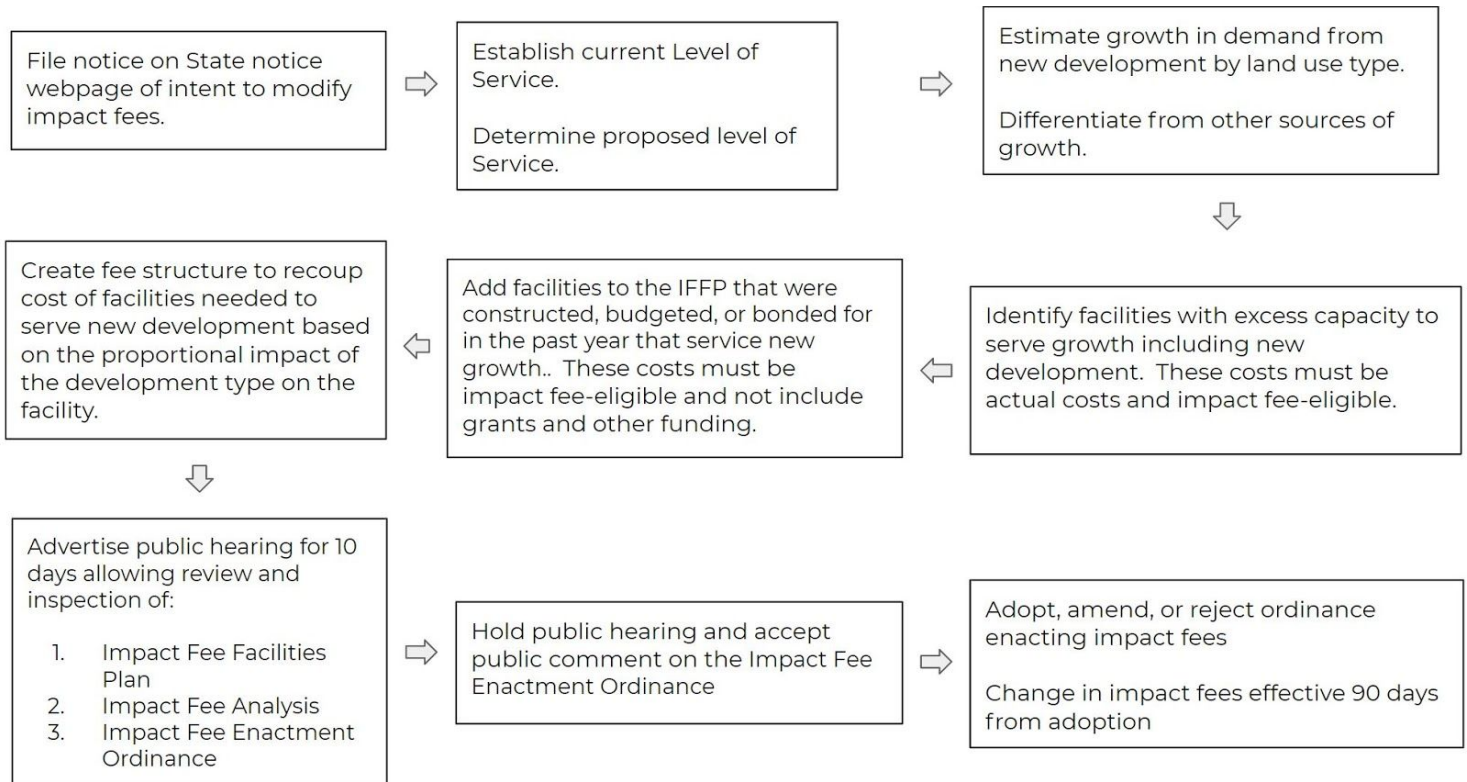 File notice on State notice
webpage of intent to modify
impact fees.
Establish current Level of
Service.
Determine proposed level of
Service.
Estimate growth in demand from
new development by land use type.
Differentiate from other sources of
growth.
Identify facilities with excess capacity to
serve growth including new
development.  These costs must be
actual costs and impact fee-eligible.
Add facilities to the IFFP that were
constructed, budgeted, or bonded for
in the past year that service new
growth..  These costs must be
impact fee-eligible and not include
grants and other funding.
Create fee structure to recoup
cost of facilities needed to
serve new development based
on the proportional impact of
the development type on the
facility.
Advertise public hearing for 10
days allowing review and
inspection of:
1. Impact Fee Facilities
Plan
2. Impact Fee Analysis
3. Impact Fee Enactment
Ordinance
Hold public hearing and accept
public comment on the Impact Fee
Enactment Ordinance
Adopt, amend, or reject ordinance
enacting impact fees
Change in impact fees effective 90 days
from adoption